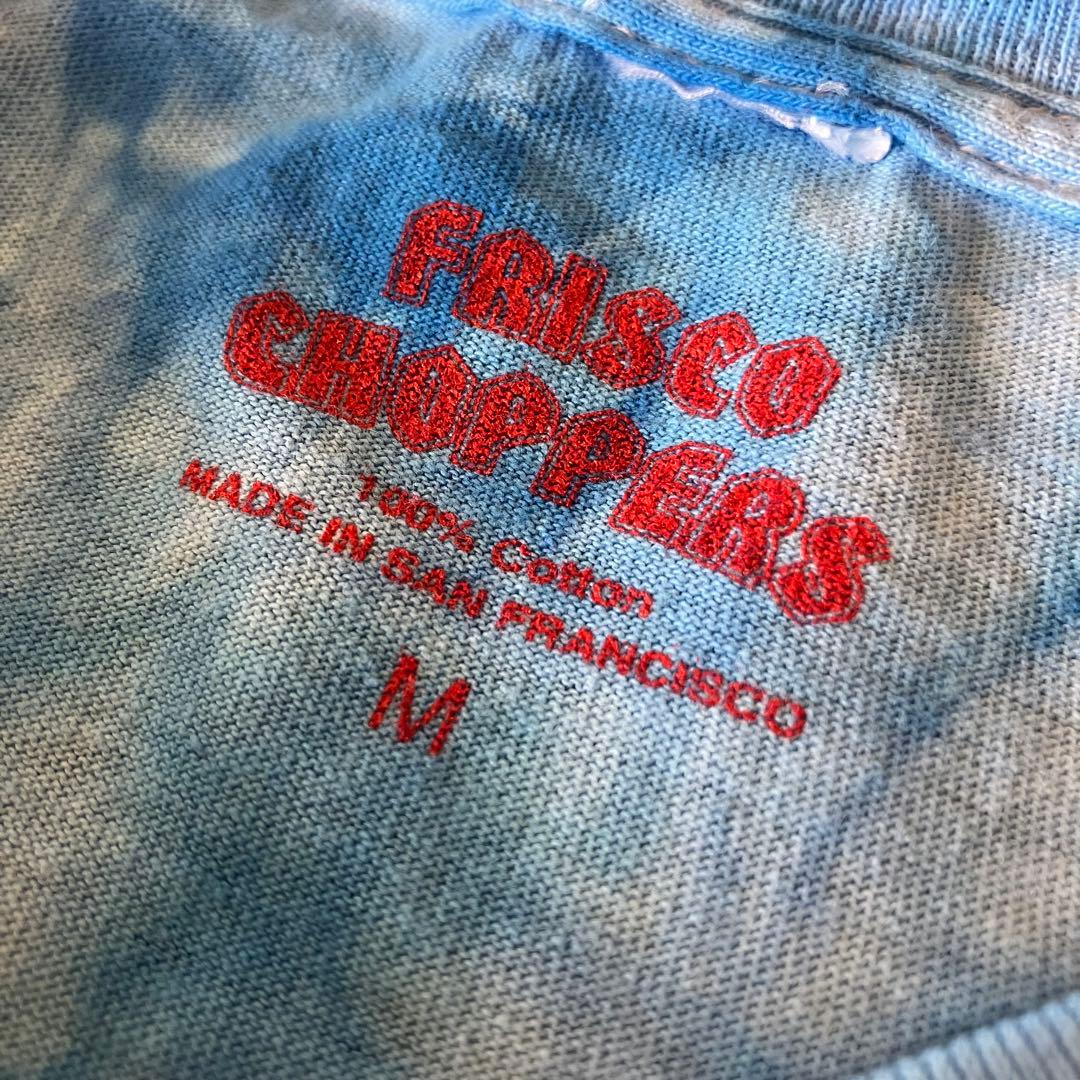 FRISCO
CHOPPERS
100% Cotton
MADE IN SAN FRANCISCO
M